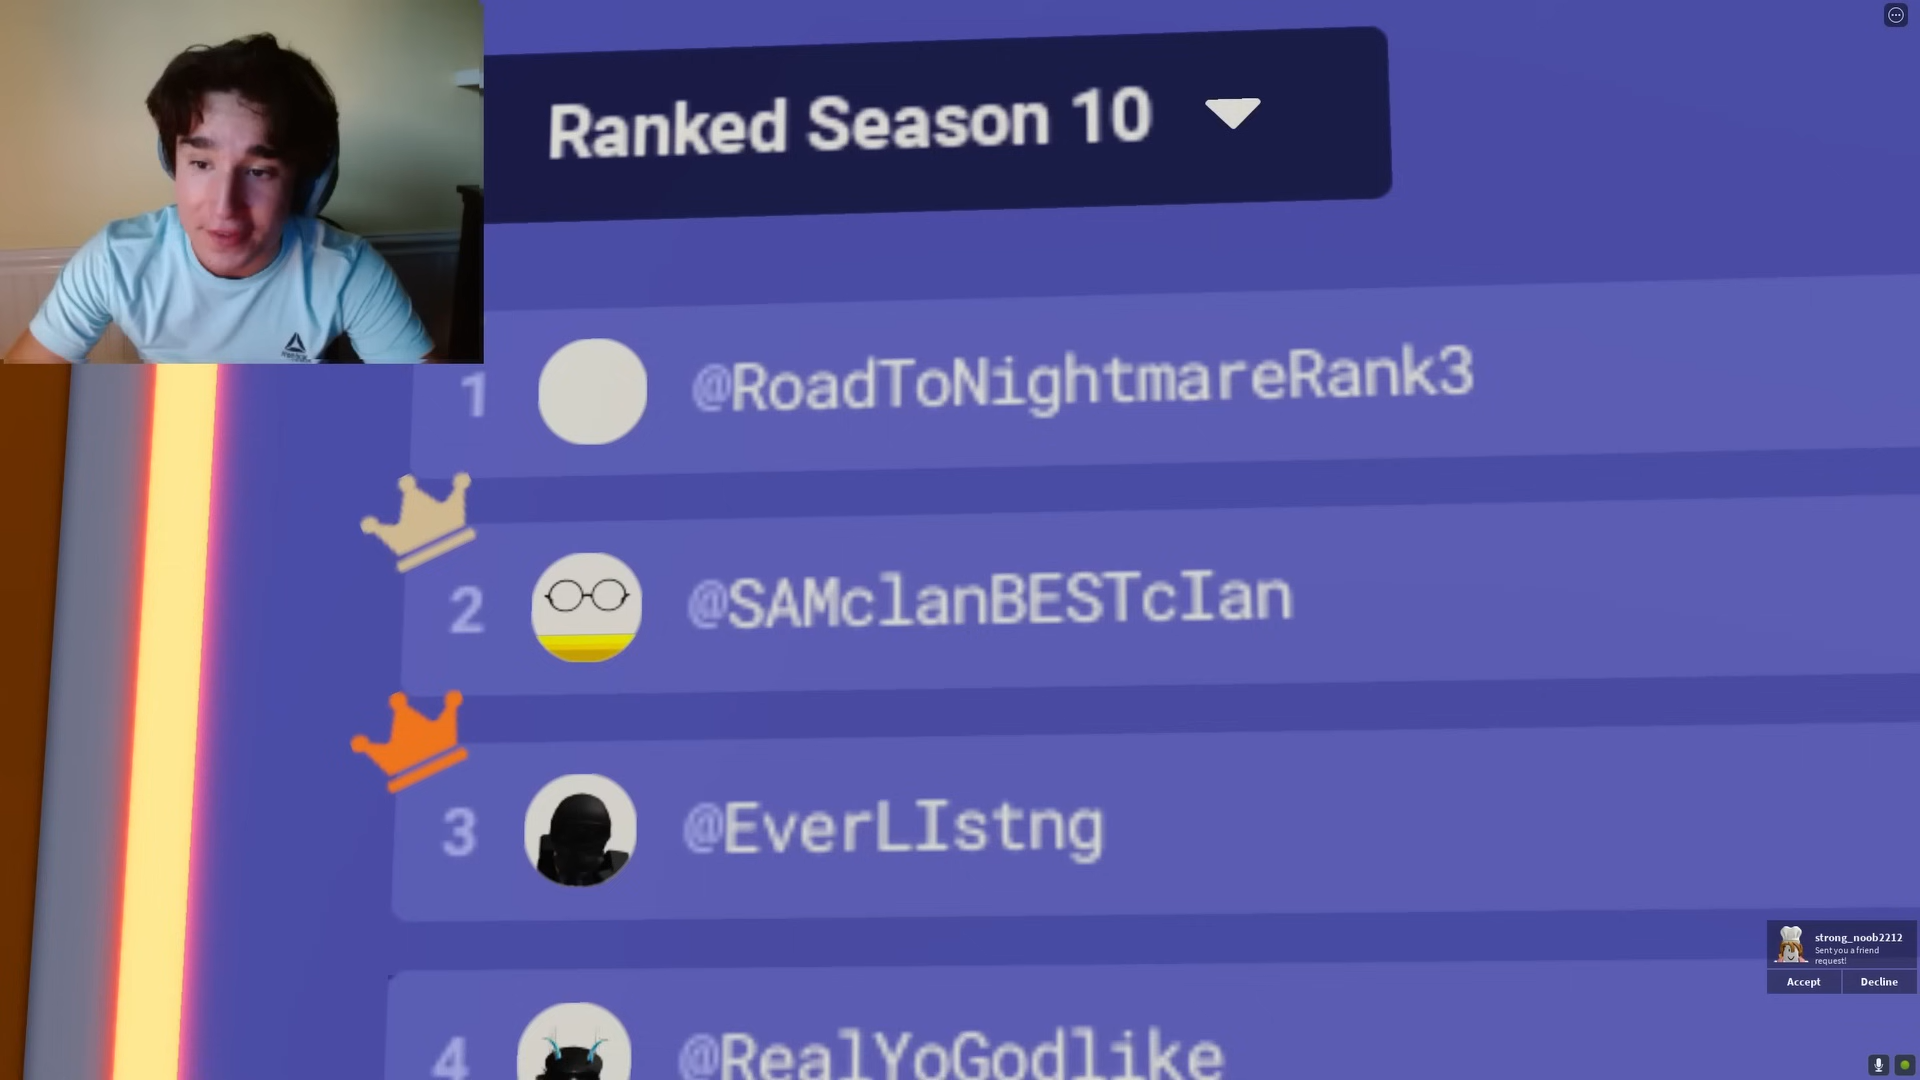 Ranked Season 10
1 @RoadToNightmareRank3
2 @SAMclanBESTcIan
3 @EverLIstng
4 @RealYoGodlike
strong_noob2212
Sent you a friend
request!
Accept Decline